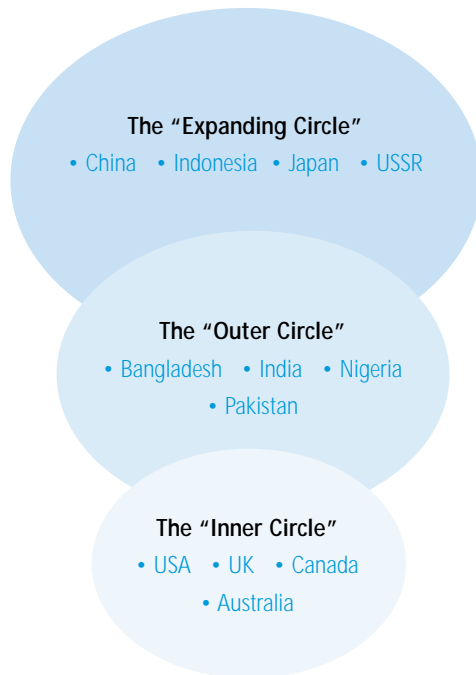 The “Expanding Circle”
• China • Indonesia • Japan • USSR
The “Outer Circle”
• Bangladesh • India • Nigeria
• Pakistan
The “Inner Circle”
• USA • UK • Canada
• Australia